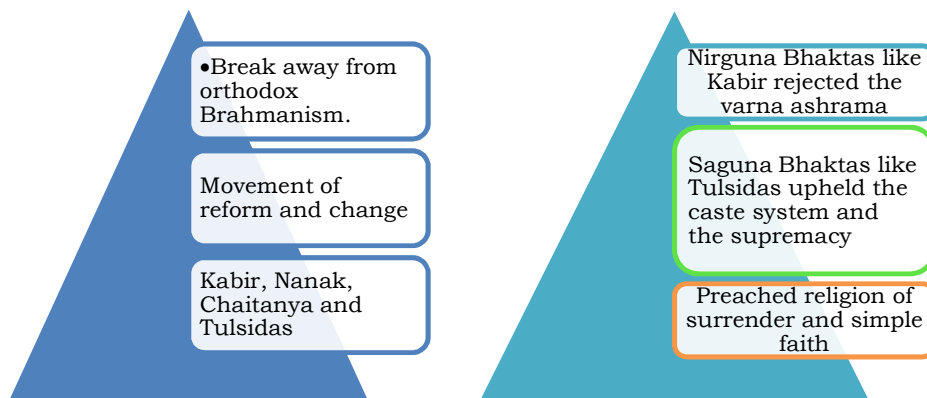 •Break away from
orthodox
Brahmanism.
Movement of
reform and change
Kabir, Nanak,
Chaitanya and
Tulsidas
Nirguna Bhaktas like
Kabir rejected the
varna ashrama
Saguna Bhaktas like
Tulsidas upheld the
caste system and
the supremacy
Preached religion of
surrender and simple
faith